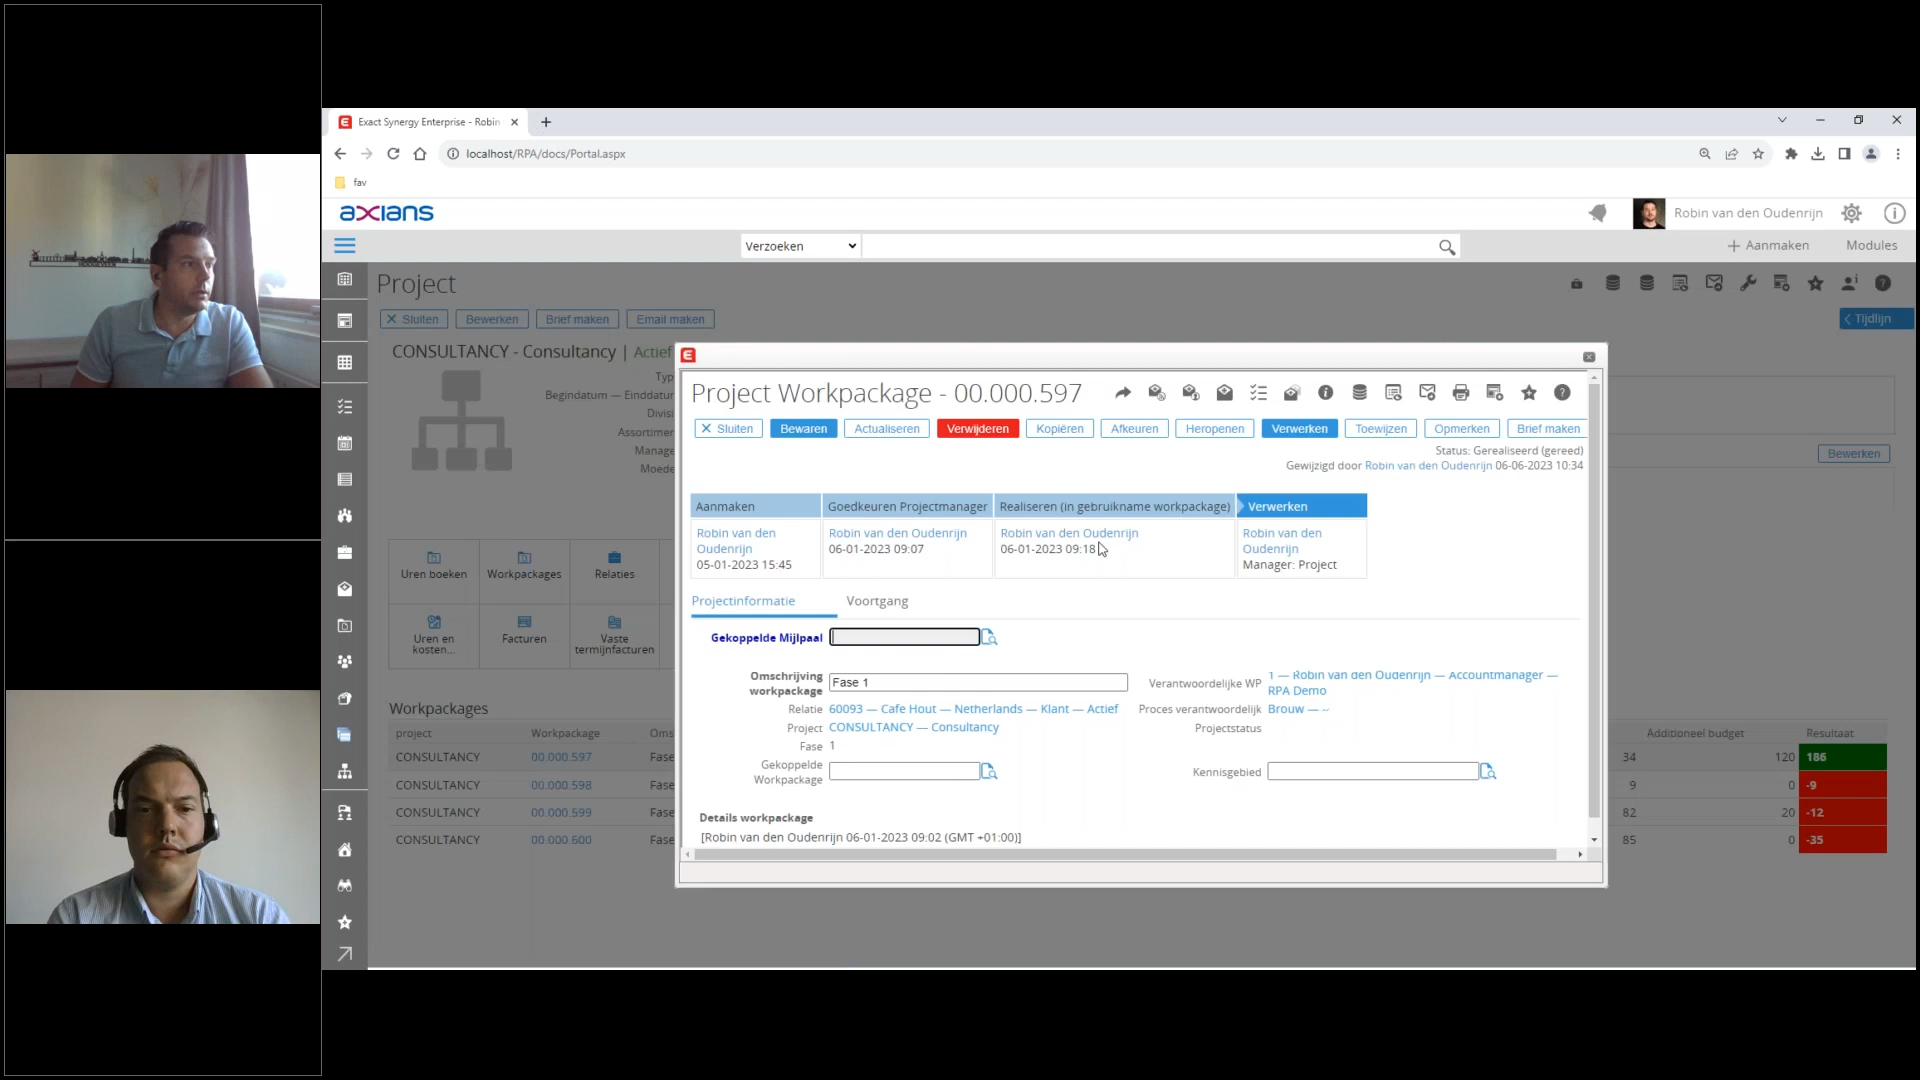 Exact Synergy Enterprise - Robin
localhost/RPA/docs/Portal.aspx
fav
axians
Robin van den Oudenrijn
Verzoeken
Aanmaken
Modules
Project
Sluiten
Bewerken
Brief maken
Email maken
Tijdlijn
CONSULTANCY - Consultancy | Actief
Begindatum — Einddatum
Assortiment
Bewerken
Uren boeken
Workpackages
Relaties
Uren en
kosten...
Facturen
Vaste
termijnfacturen
Workpackages
project
Workpackage
Oms
CONSULTANCY
00.000.597
Fase
CONSULTANCY
00.000.598
Fase
CONSULTANCY
00.000.599
Fase
CONSULTANCY
00.000.600
Fase
Project Workpackage - 00.000.597
Sluiten
Bewaren
Actualiseren
Verwijderen
Kopiëren
Afkeuren
Heropenen
Verwerken
Toewijzen
Opmerken
Brief maken
Status: Gerealiseerd (gereed)
Gewijzigd door Robin van den Oudenrijn 06-06-2023 10:34
Aanmaken
Goedkeuren Projectmanager
Realiseren (in gebruikname workpackage)
Verwerken
Robin van den
Oudenrijn
05-01-2023 15:45
Robin van den Oudenrijn
06-01-2023 09:07
Robin van den Oudenrijn
06-01-2023 09:18
Robin van den
Oudenrijn
Manager: Project
Projectinformatie
Voortgang
Gekoppelde Mijlpaal
Omschrijving
workpackage
Fase 1
Verantwoordelijke WP
1 — Robin van den Oudenrijn — Accountmanager —
RPA Demo
Relatie
60093 — Cafe Hout — Netherlands — Klant — Actief
Proces verantwoordelijk
Brouw — --
Project
CONSULTANCY — Consultancy
Projectstatus
Fase
1
Gekoppelde
Workpackage
Kennisgebied
Details workpackage
[Robin van den Oudenrijn 06-01-2023 09:02 (GMT +01:00)]
Additioneel budget
Resultaat
34
120
186
9
0
-9
82
20
-12
85
0
-35